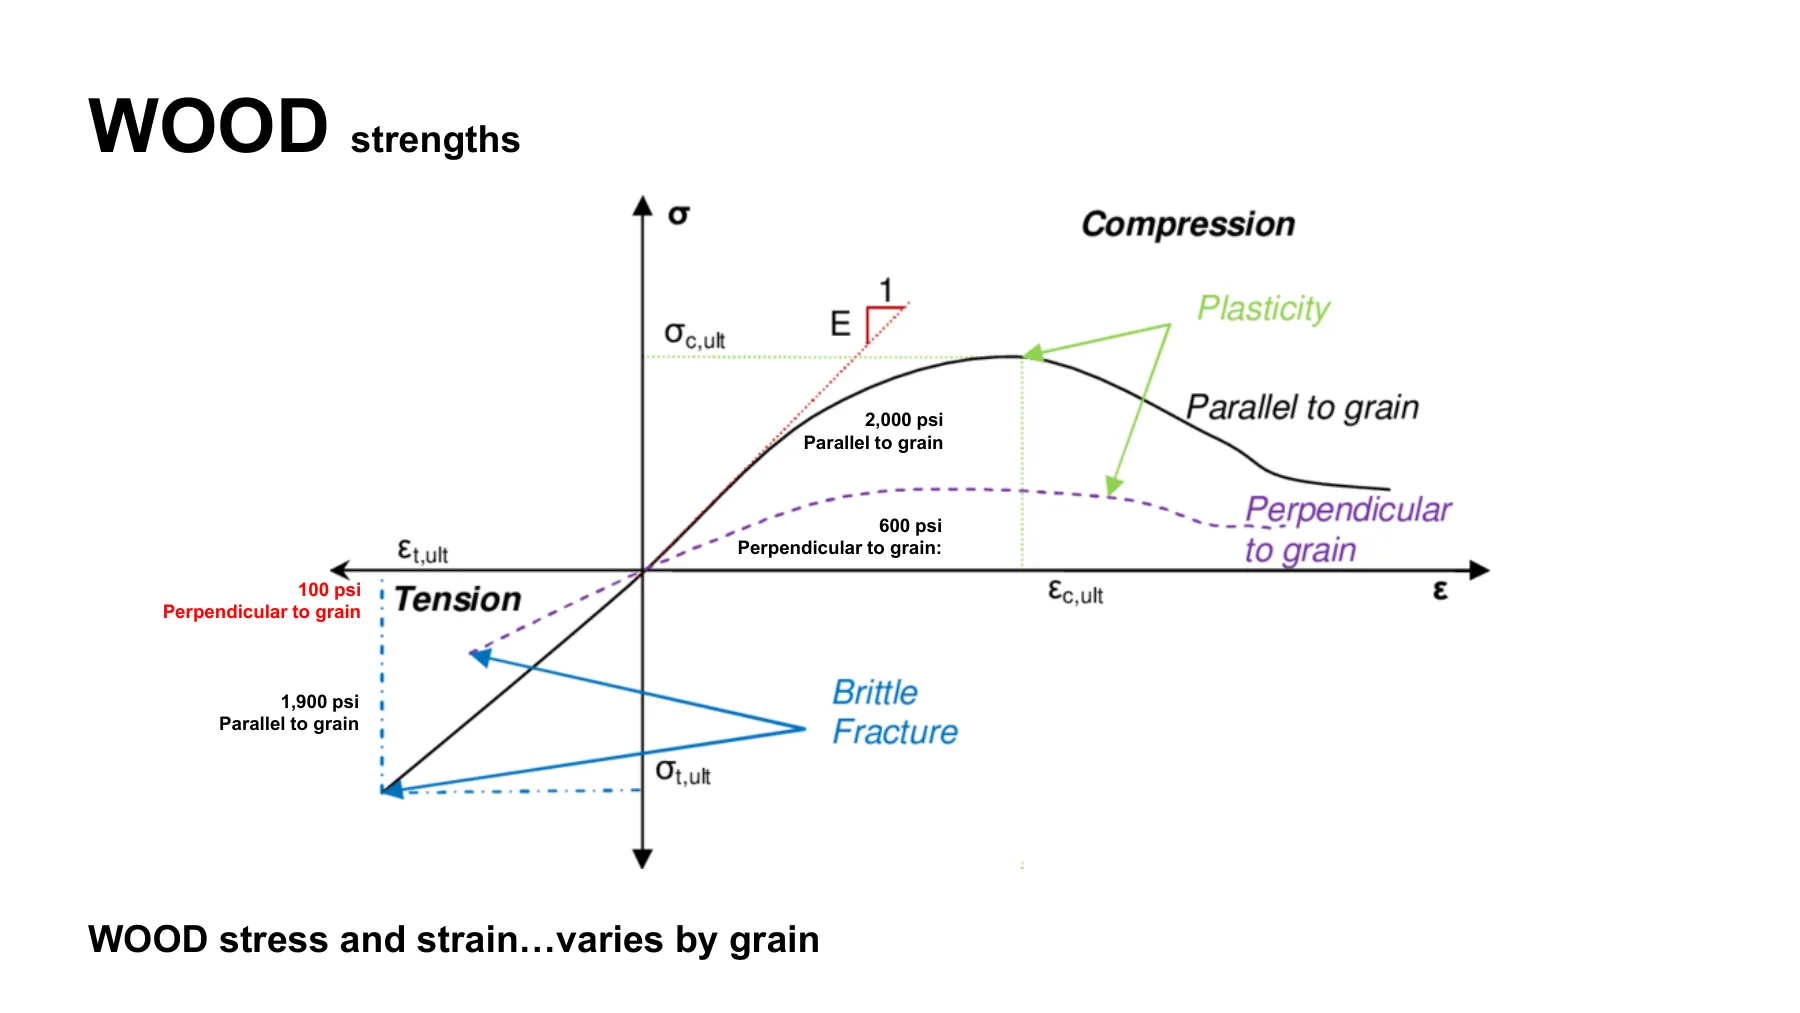 WOOD strengths
σ
Compression
1
E
Plasticity
σc,ult
2,000 psi
Parallel to grain
Parallel to grain
600 psi
Perpendicular to grain:
Perpendicular
to grain
εt,ult
εc,ult
ε
100 psi
Perpendicular to grain
Tension
1,900 psi
Parallel to grain
Brittle
Fracture
σt,ult
WOOD stress and strain…varies by grain